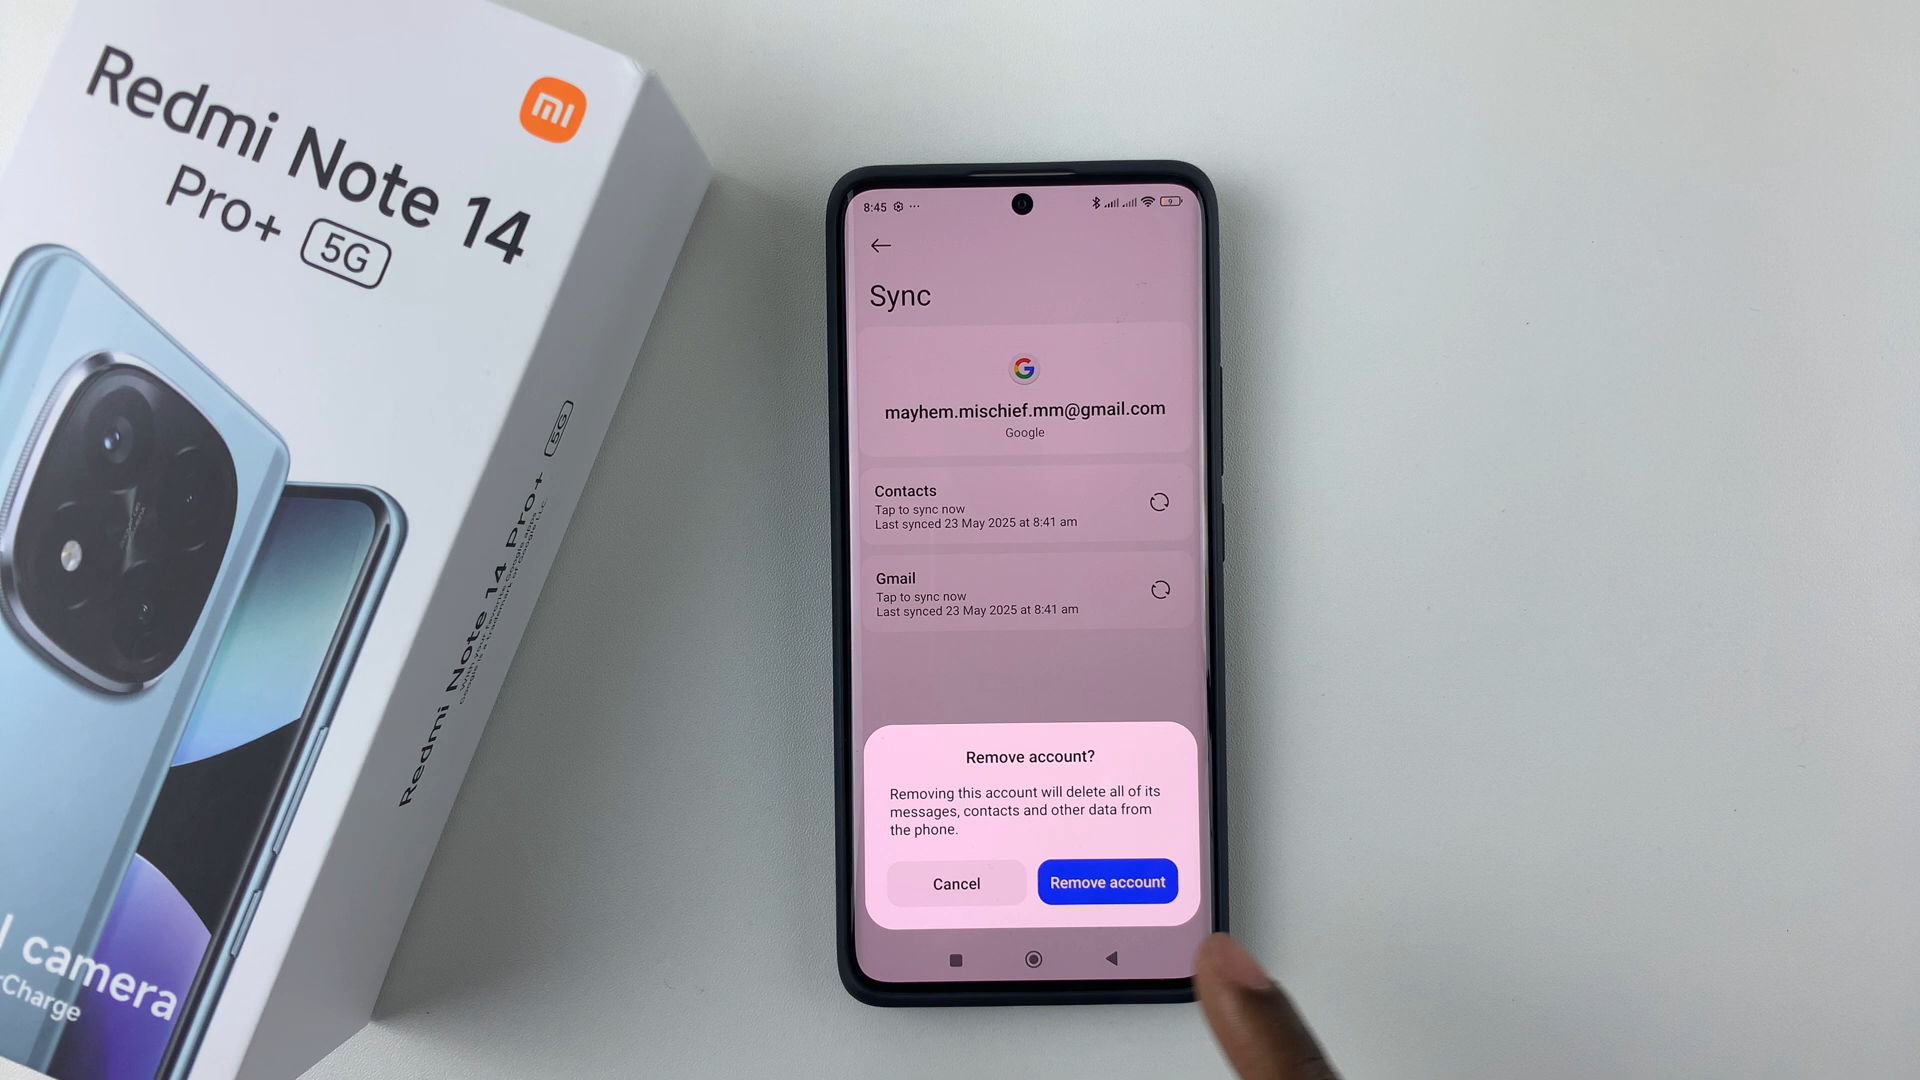 Redmi Note 14
Pro+ 5G
mi
Redmi Note 14 Pro+ 5G
l camera
-Charge
8:45
9
Sync
G
mayhem.mischief.mm@gmail.com
Google
Contacts
Tap to sync now
Last synced 23 May 2025 at 8:41 am
Gmail
Tap to sync now
Last synced 23 May 2025 at 8:41 am
Remove account?
Removing this account will delete all of its
messages, contacts and other data from
the phone.
Cancel
Remove account